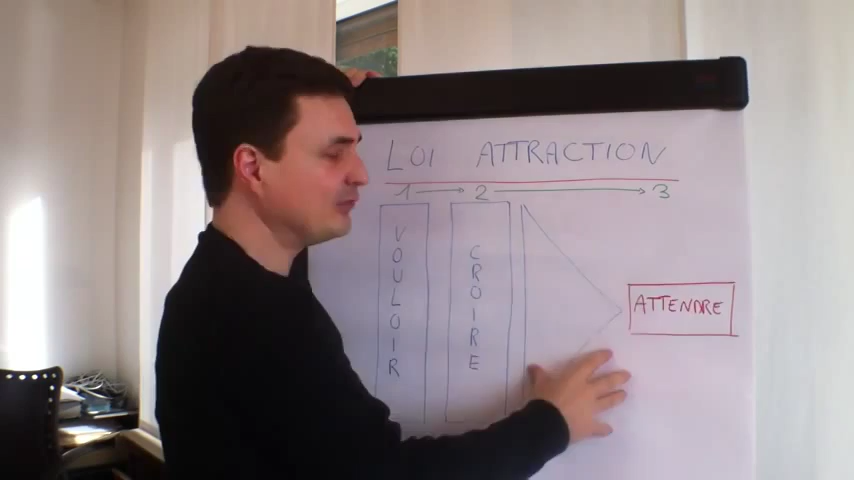 LOI ATTRACTION
1 → 2 → 3
VOULOIR
CROIRE
ATTENDRE